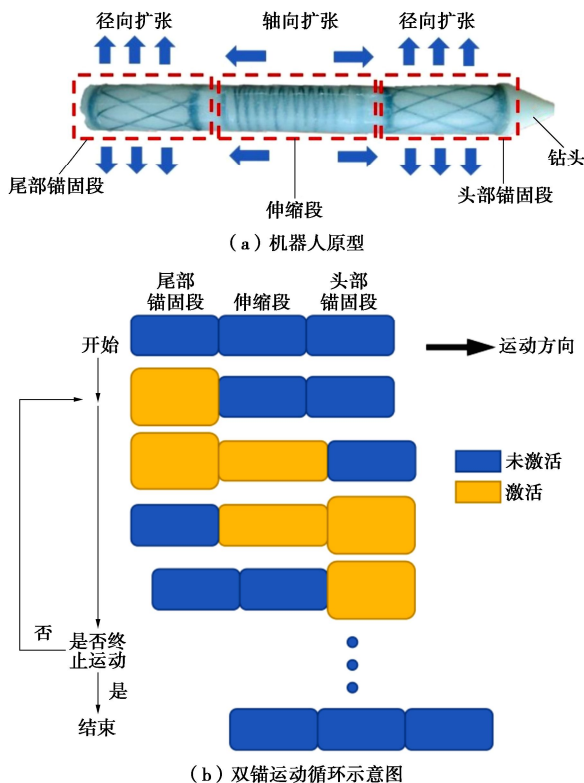 径向扩张 轴向扩张 径向扩张
尾部锚固段
伸缩段
头部锚固段
钻头
(a)机器人原型
尾部
锚固段
伸缩段
头部
锚固段
开始
运动方向
未激活
激活
否
是否终
止运动
是
结束
(b)双锚运动循环示意图